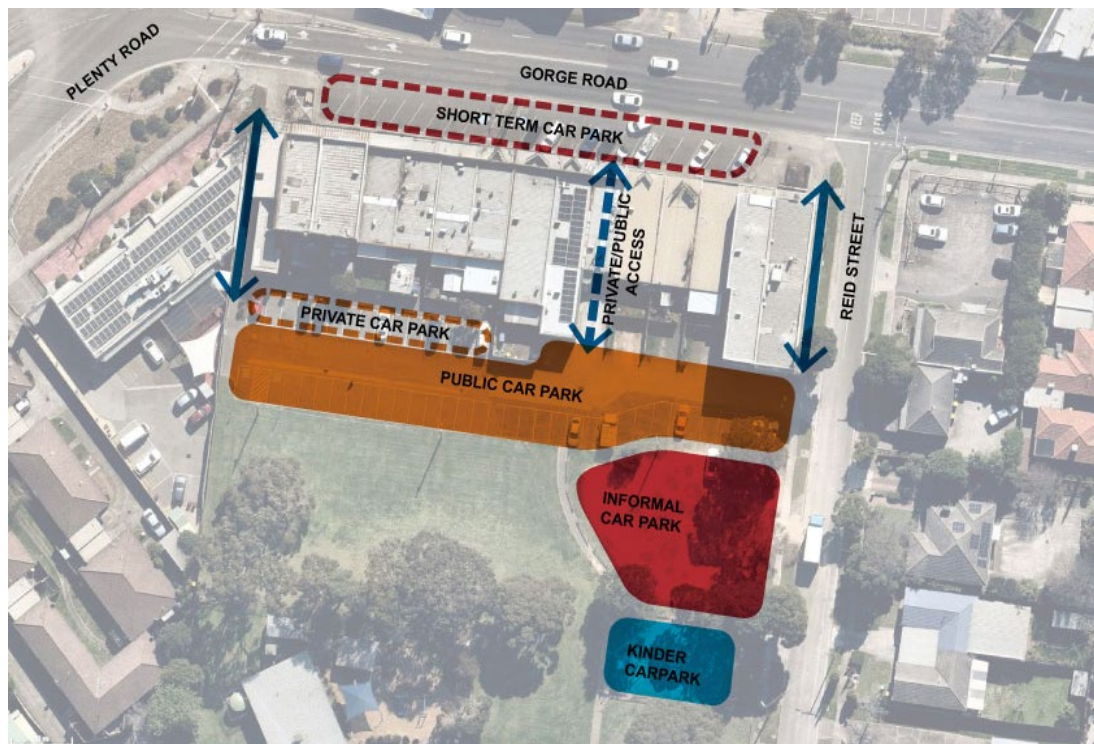 PLENTY ROAD
GORGE ROAD
SHORT TERM CAR PARK
PRIVATE/PUBLIC
ACCESS
REID STREET
PRIVATE CAR PARK
PUBLIC CAR PARK
INFORMAL
CAR PARK
KINDER
CARPARK